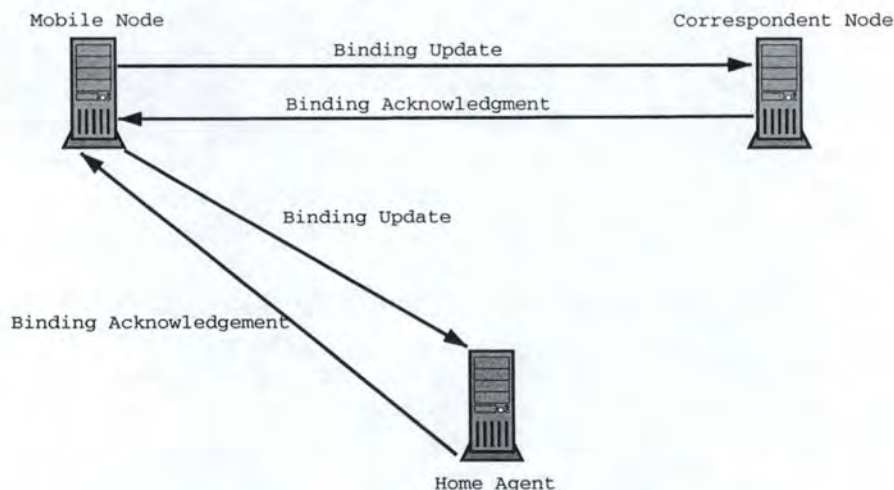 Mobile Node
Correspondent Node
Binding Update
Binding Acknowledgment
Binding Update
Binding Acknowledgement
Home Agent